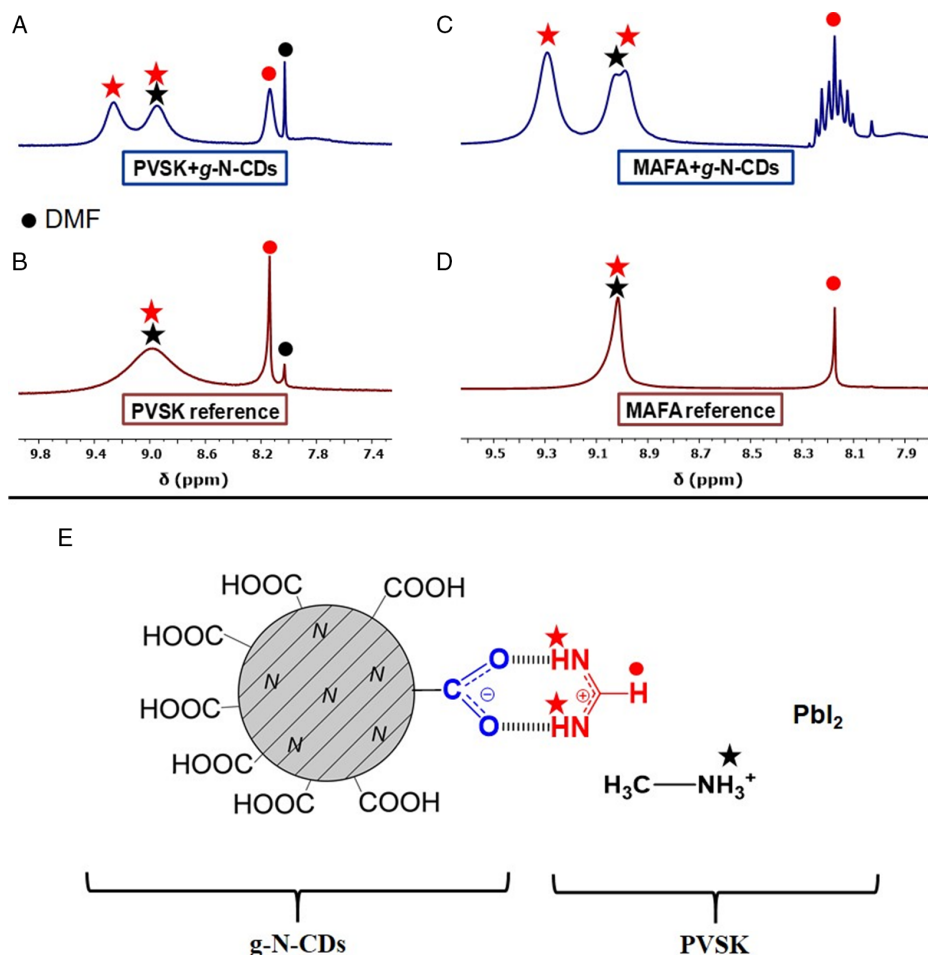 A
PVSK+g-N-CDs
C
MAFA+g-N-CDs
● DMF
B
PVSK reference
9.8 9.4 9.0 8.6 8.2 7.8 7.4
δ (ppm)
D
MAFA reference
9.5 9.3 9.1 8.9 8.7 8.5 8.3 8.1 7.9
δ (ppm)
E
HOOC
COOH
HOOC
HOOC
HOOC
HOOC
COOH
N
N
N
N
N
N
C
O
O
⊖
HN
HN
⊕
H
PbI₂
H₃C NH₃⁺
g-N-CDs
PVSK